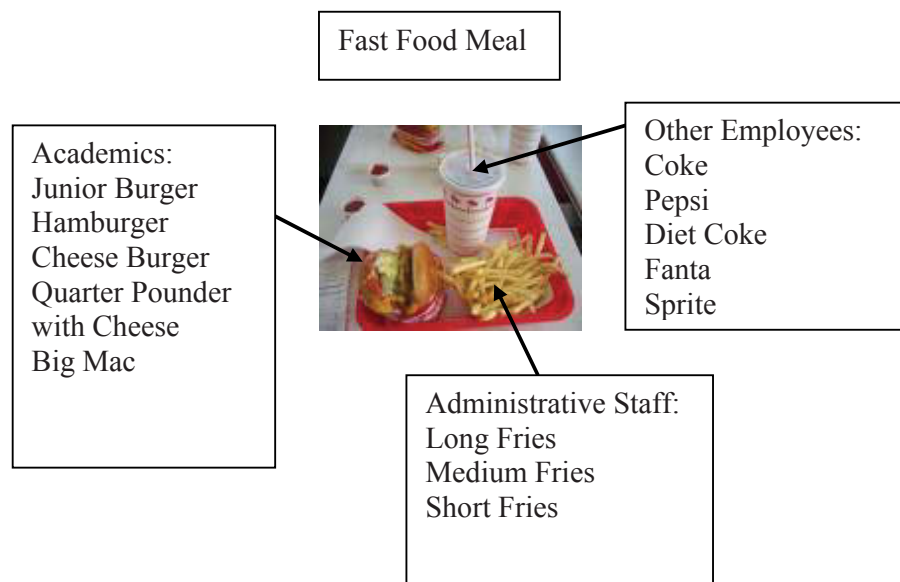 Fast Food Meal
Academics:
Junior Burger
Hamburger
Cheese Burger
Quarter Pounder
with Cheese
Big Mac
Other Employees:
Coke
Pepsi
Diet Coke
Fanta
Sprite
Administrative Staff:
Long Fries
Medium Fries
Short Fries